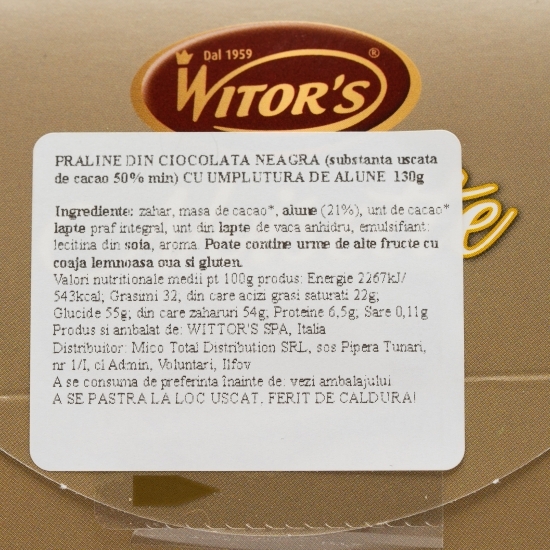 Dal 1959
WITOR'S®
PRALINE DIN CIOCOLATA NEAGRA (substanta uscata
de cacao 50% min) CU UMPLUTURA DE ALUNE 130g
Ingrediente: zahar, masa de cacao*, alune (21%), unt de cacao*
lapte praf integral, unt din lapte de vaca anhidru, emulsifiant:
lecitina din soia, aroma. Poate contine urme de alte fructe cu
coaja lemnoasa oua si gluten.
Valori nutritionale medii pt 100g produs: Energie 2267kJ/
543kcal; Grasimi 32, din care acizi grasi saturati 22g;
Glucide 55g; din care zaharuri 54g; Proteine 6,5g; Sare 0,11g
Produs si ambalat de: WITTOR'S SPA, Italia
Distribuitor: Mico Total Distribution SRL, sos Pipera Tunari,
nr 1/I, cl Admin, Voluntari, Ilfov
A se consuma de preferinta inainte de: vezi ambalajului
A SE PASTRA LA LOC USCAT, FERIT DE CALDURA!